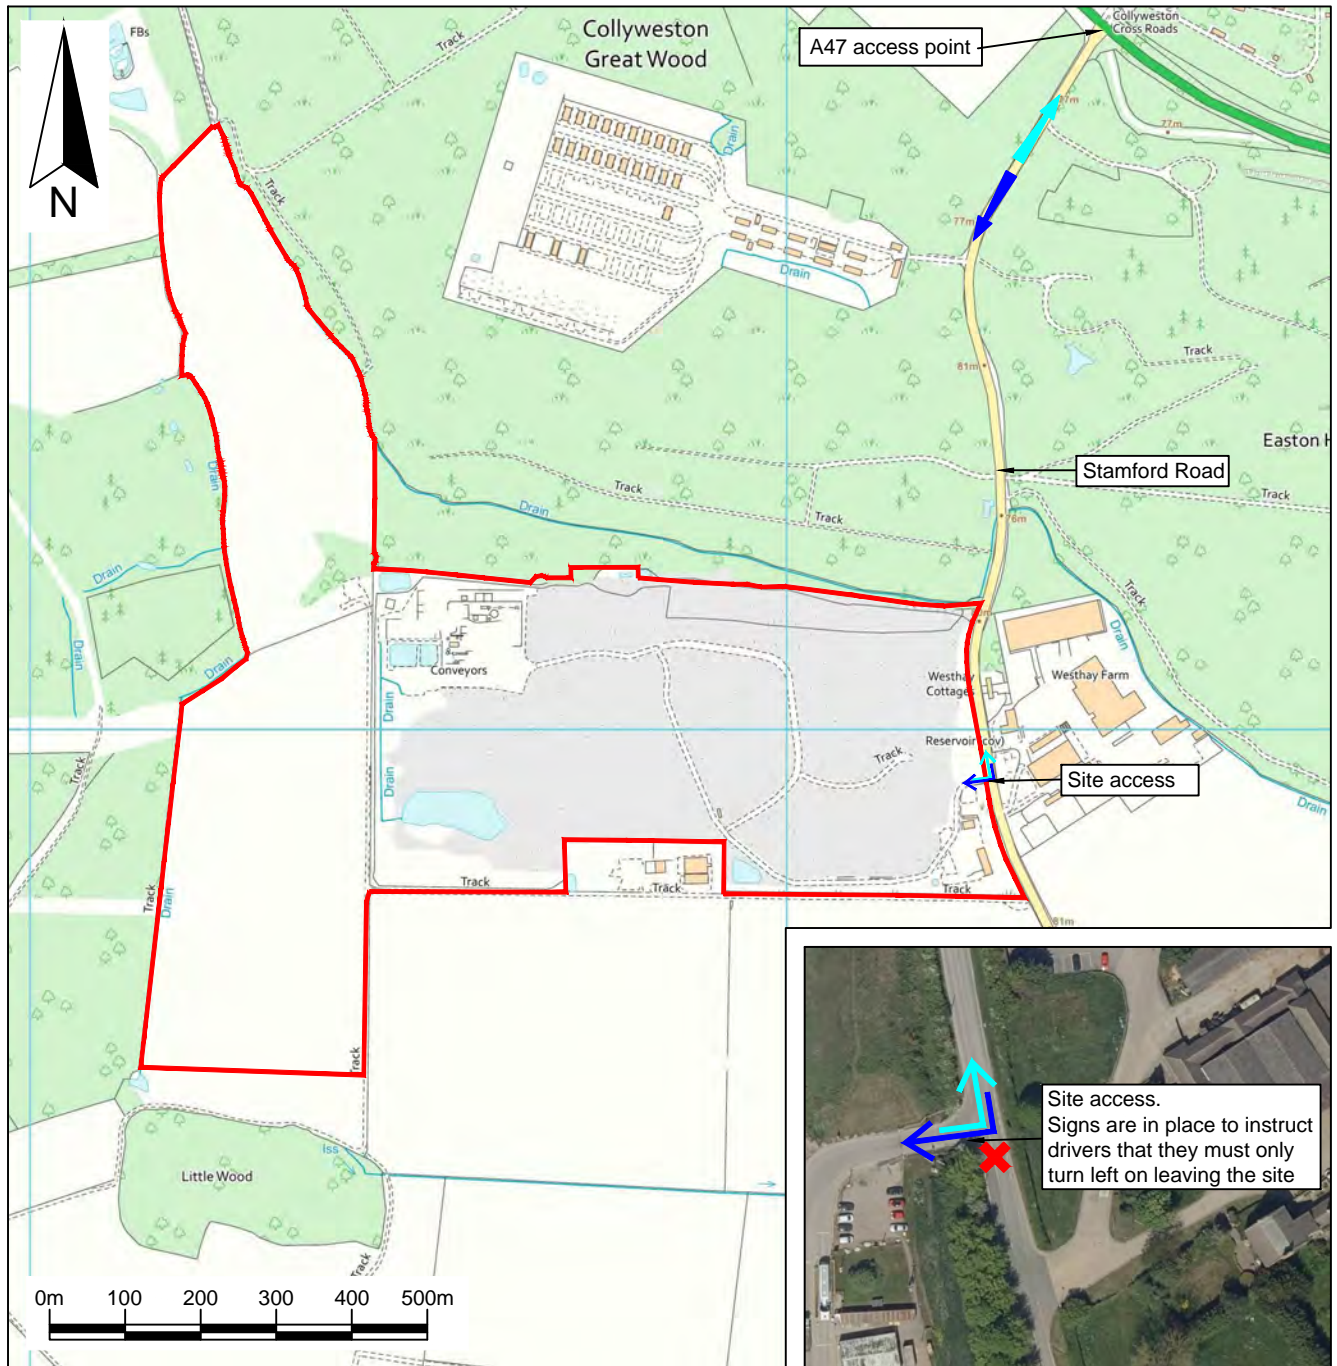 FBs
Track
Collyweston
Great Wood
A47 access point
Collyweston
Cross Roads
N
Track
Drain
77m
77m
77m
Drain
81m
Track
Easton H
Stamford Road
Track
Track
Track
Drain
Drain
76m
Drain
Track
Drain
Drain
Drain
Conveyors
Westhay
Cottages
Westhay Farm
Drain
Reservoir (cov)
Track
Track
Site access
Drain
Drain
Track
Track
Track
Track
Drain
81m
Track
Iss
Little Wood
Track
0m 100 200 300 400 500m
Site access.
Signs are in place to instruct
drivers that they must only
turn left on leaving the site